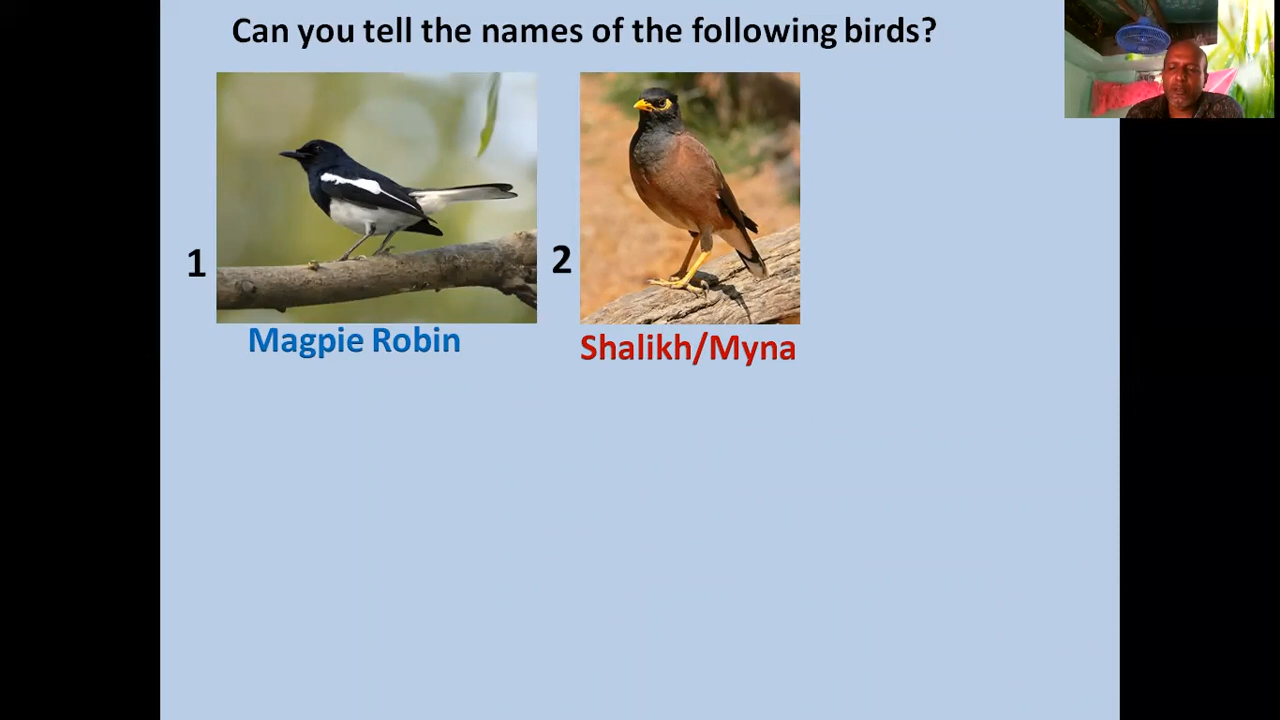 Can you tell the names of the following birds?
1
2
Magpie Robin
Shalikh/Myna